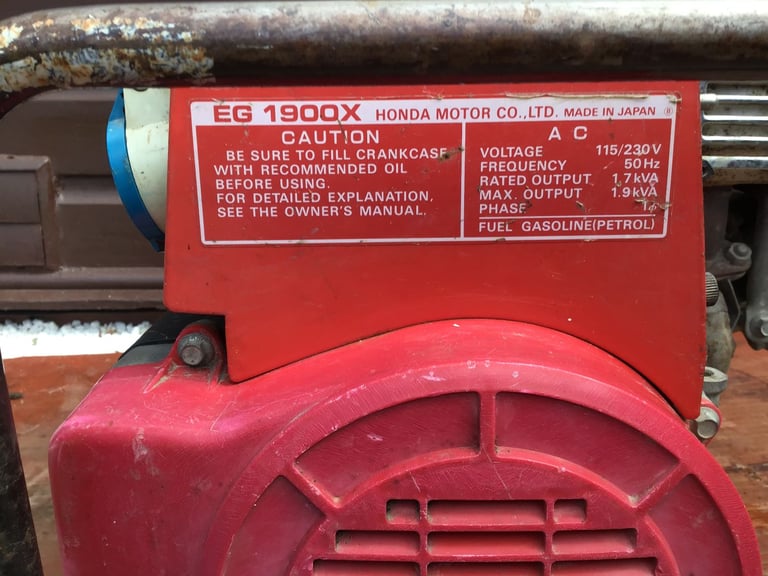 EG 1900X HONDA MOTOR CO.,LTD. MADE IN JAPAN ®
CAUTION
BE SURE TO FILL CRANKCASE
WITH RECOMMENDED OIL
BEFORE USING.
FOR DETAILED EXPLANATION,
SEE THE OWNER'S MANUAL.
A C
VOLTAGE 115/230V
FREQUENCY 50Hz
RATED OUTPUT 1.7kVA
MAX. OUTPUT 1.9kVA
PHASE 1ϕ
FUEL GASOLINE(PETROL)